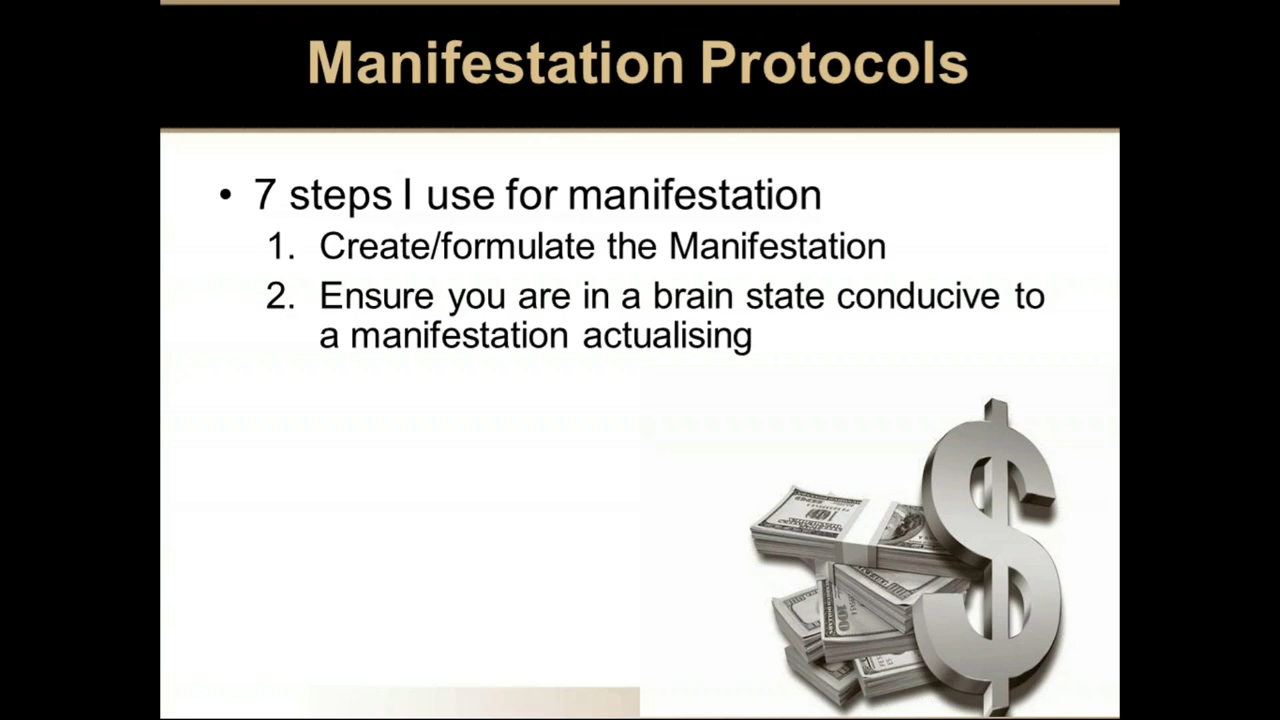 Manifestation Protocols
• 7 steps I use for manifestation
1. Create/formulate the Manifestation
2. Ensure you are in a brain state conducive to
a manifestation actualising